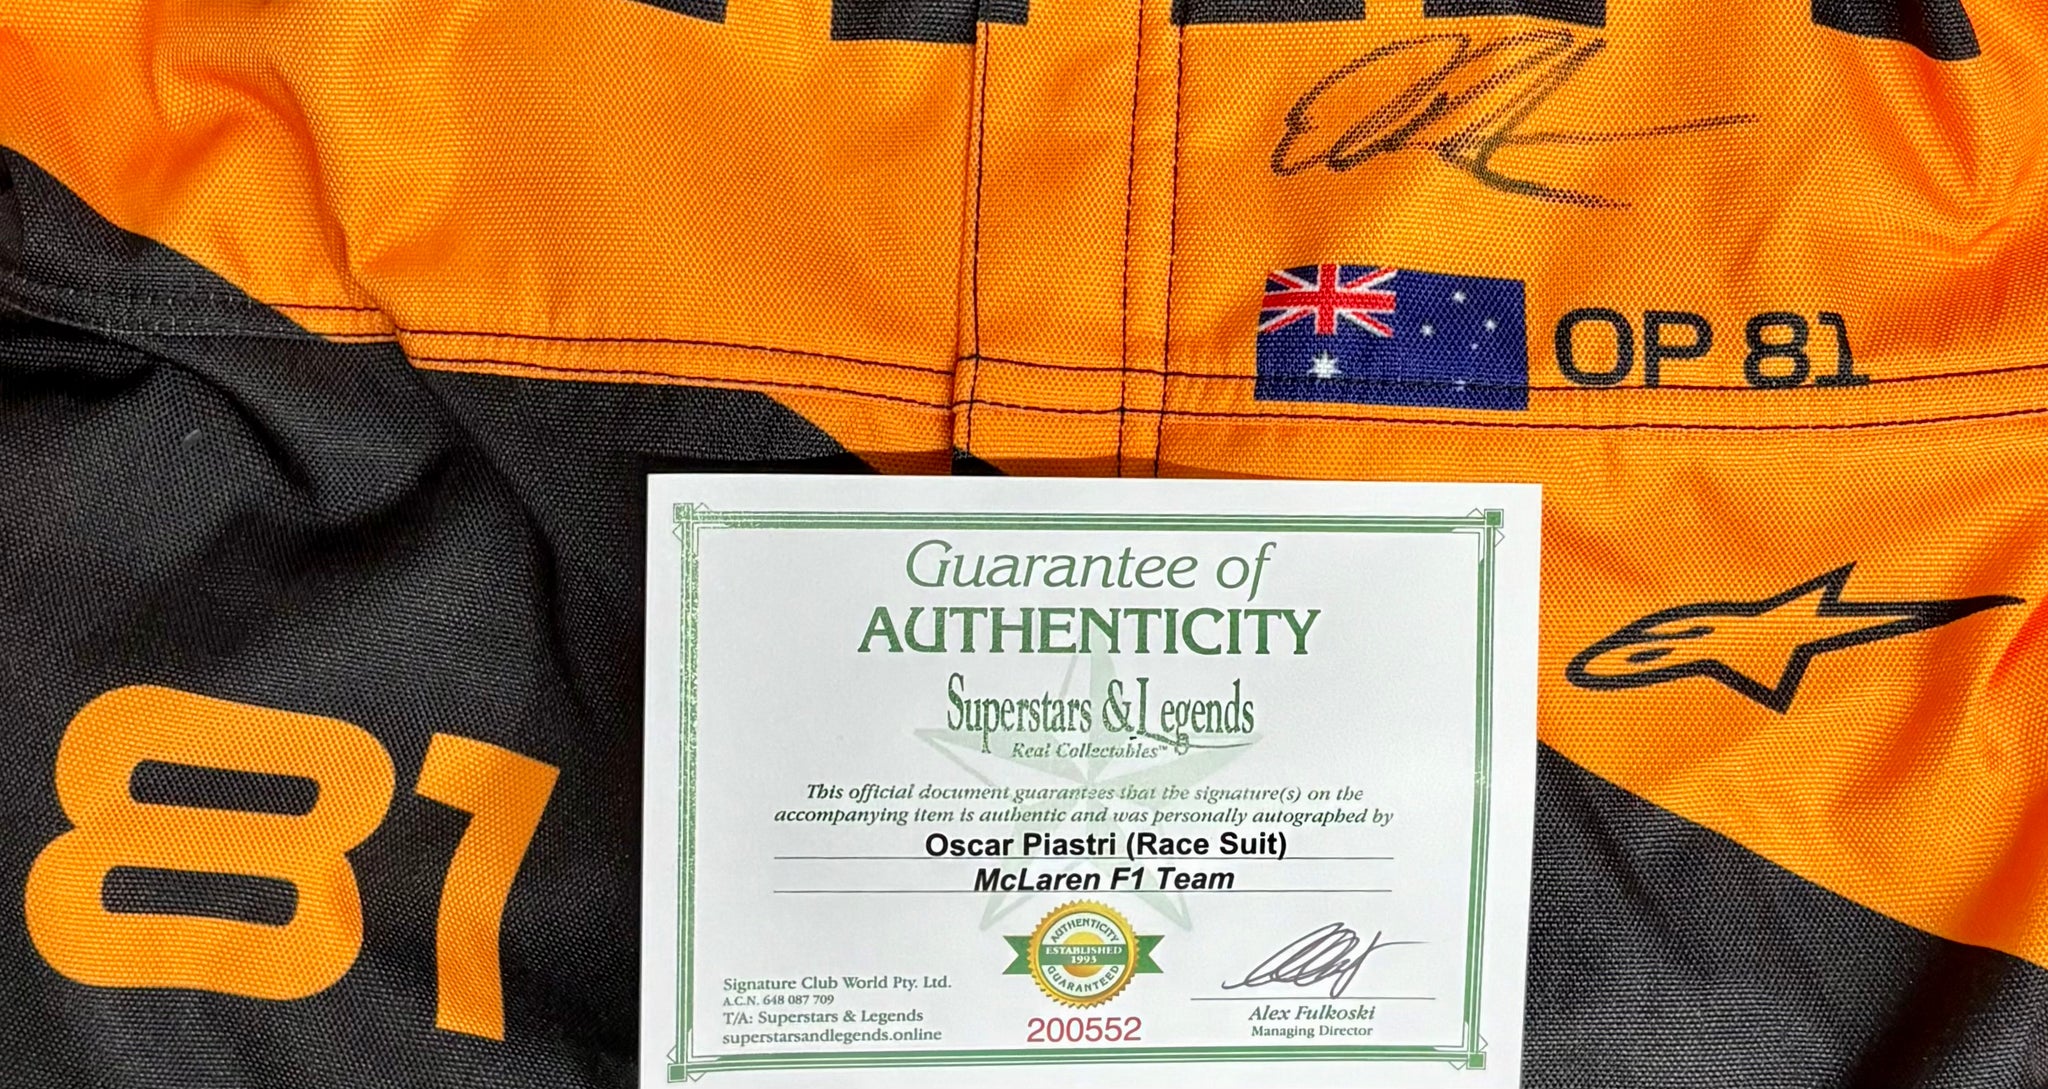 OP 81
81
Guarantee of
AUTHENTICITY
Superstars & Legends
Real Collectables™
This official document guarantees that the signature(s) on the
accompanying item is authentic and was personally autographed by
Oscar Piastri (Race Suit)
McLaren F1 Team
AUTHENTICITY
ESTABLISHED
1993
GUARANTEED
Signature Club World Pty. Ltd.
A.C.N. 648 087 709
T/A: Superstars & Legends
superstarsandlegends.online
200552
Alex Fulkoski
Managing Director